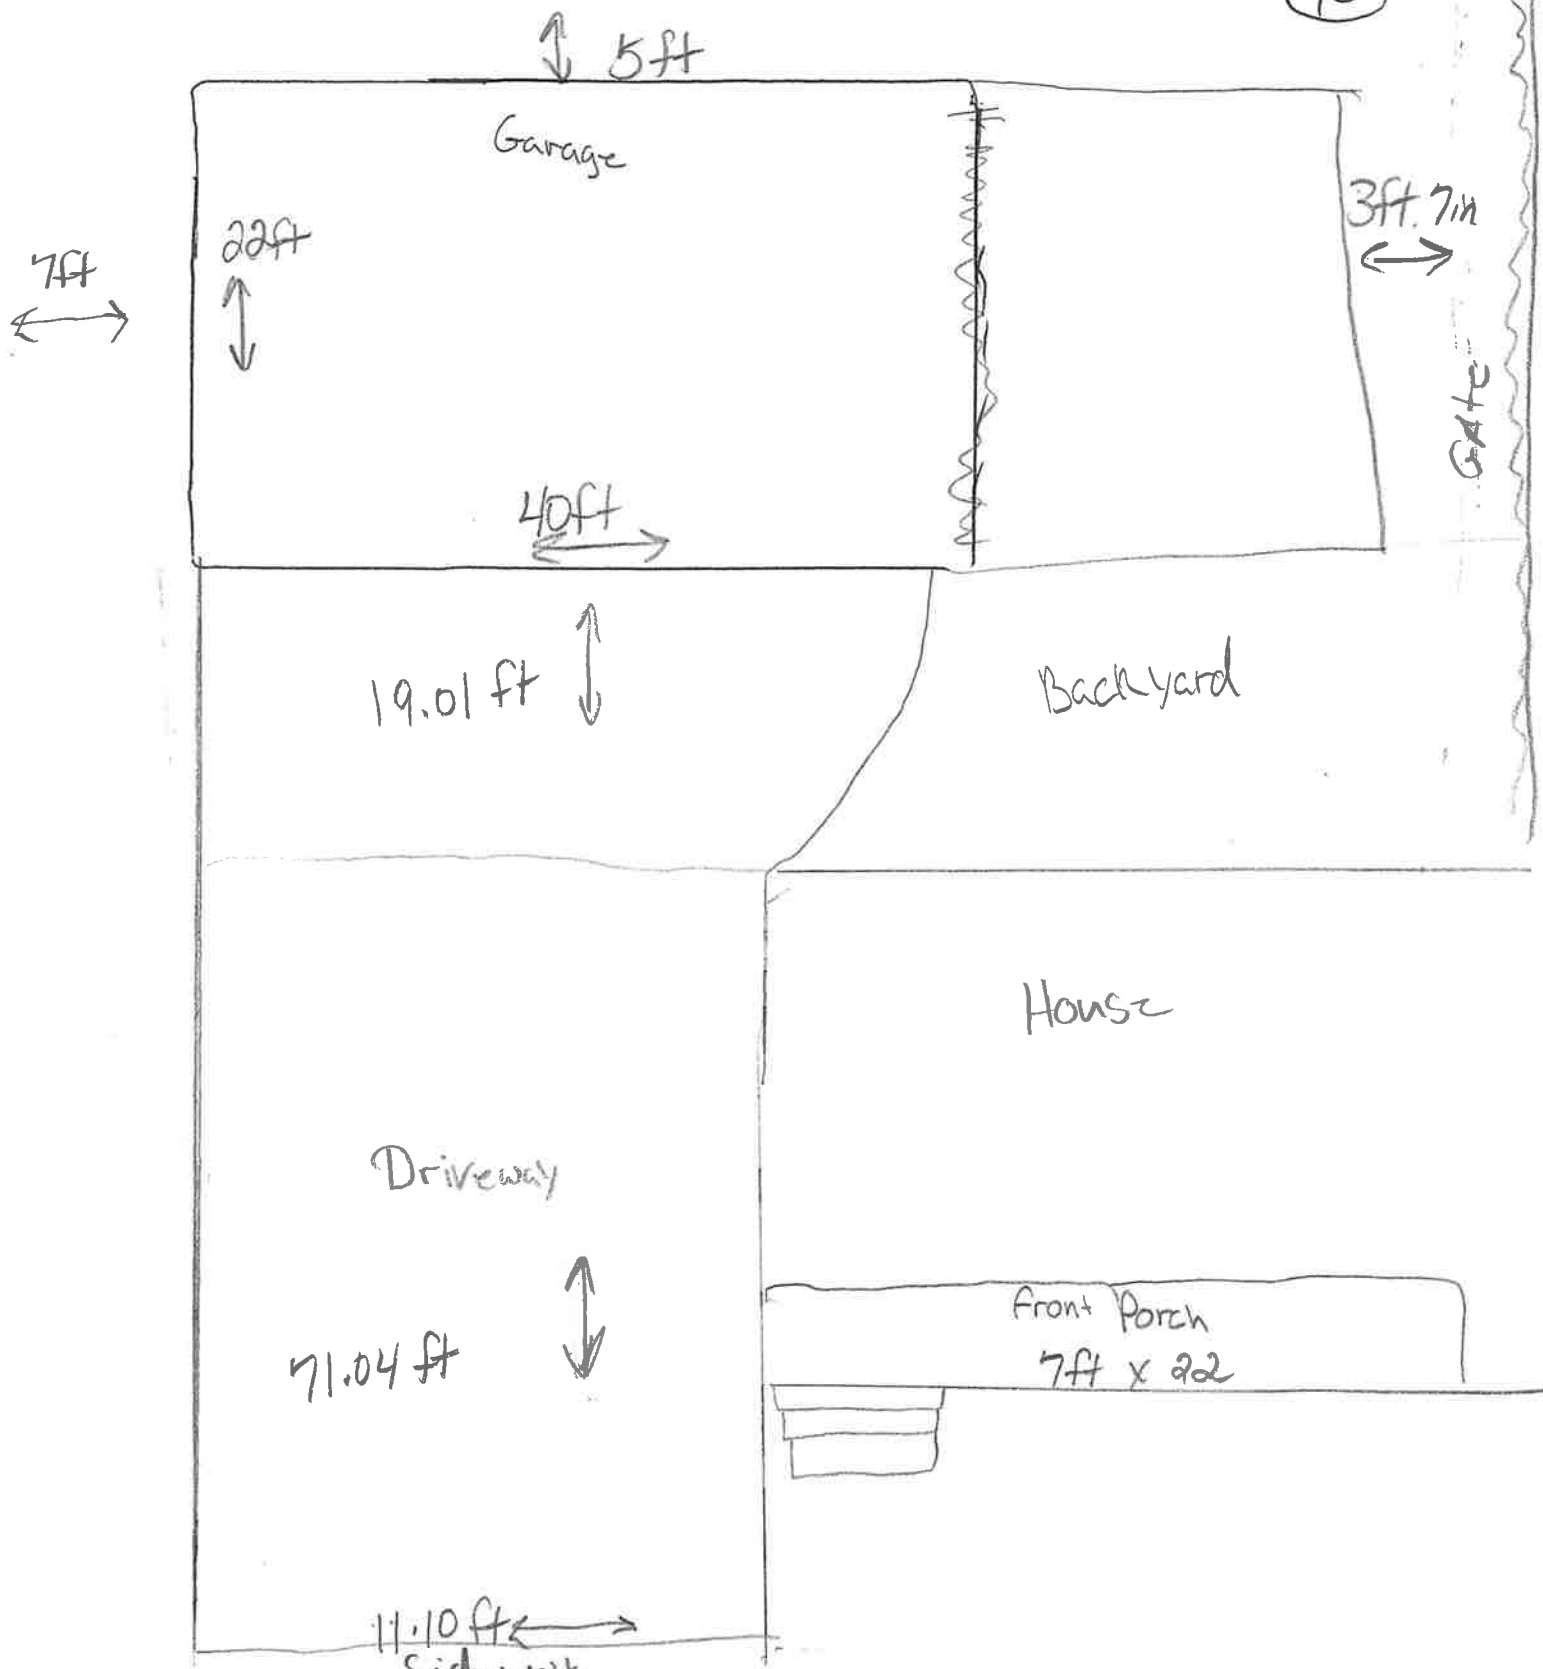 5ft
Garage
22ft
7ft
3ft. 7in
Gate
40ft
19.01 ft
Backyard
House
Driveway
Front Porch
7ft x 22
71.04 ft
11.10 ft